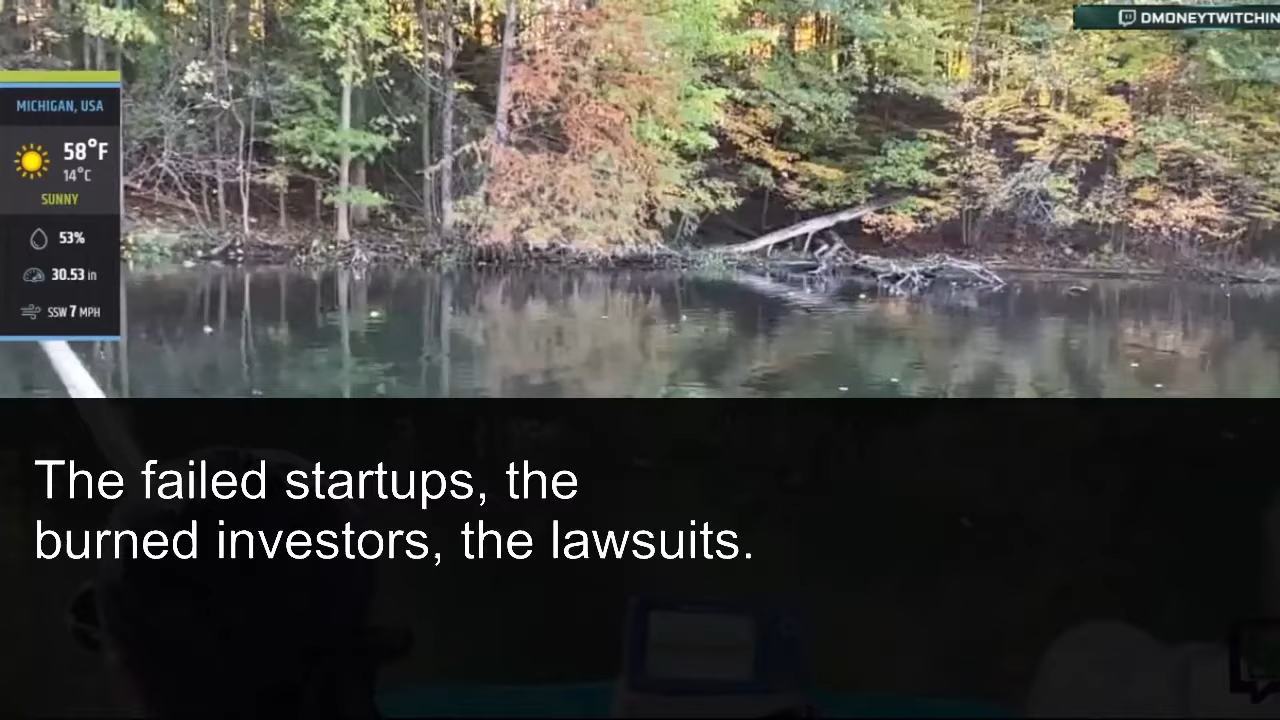 DMONEYTWITCHIN
MICHIGAN, USA
58°F
14°C
SUNNY
53%
30.53 in
SSW 7 MPH
The failed startups, the
burned investors, the lawsuits.